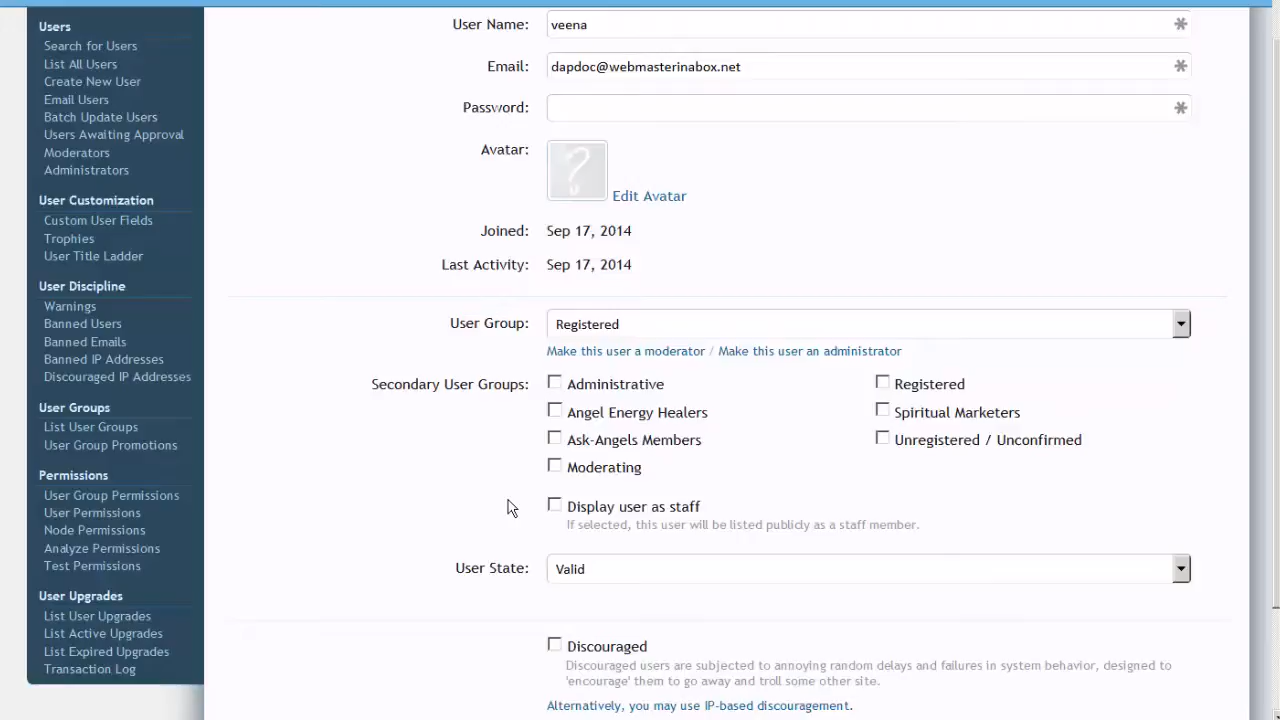 Users
Search for Users
List All Users
Create New User
Email Users
Batch Update Users
Users Awaiting Approval
Moderators
Administrators
User Customization
Custom User Fields
Trophies
User Title Ladder
User Discipline
Warnings
Banned Users
Banned Emails
Banned IP Addresses
Discouraged IP Addresses
User Groups
List User Groups
User Group Promotions
Permissions
User Group Permissions
User Permissions
Node Permissions
Analyze Permissions
Test Permissions
User Upgrades
List User Upgrades
List Active Upgrades
List Expired Upgrades
Transaction Log
User Name: veena
Email: dapdoc@webmasterinabox.net
Password:
Avatar:
Edit Avatar
Joined: Sep 17, 2014
Last Activity: Sep 17, 2014
User Group: Registered
Make this user a moderator / Make this user an administrator
Secondary User Groups: Administrative Registered
Angel Energy Healers Spiritual Marketers
Ask-Angels Members Unregistered / Unconfirmed
Moderating
Display user as staff
If selected, this user will be listed publicly as a staff member.
User State: Valid
Discouraged
Discouraged users are subjected to annoying random delays and failures in system behavior, designed to
'encourage' them to go away and troll some other site.
Alternatively, you may use IP-based discouragement.